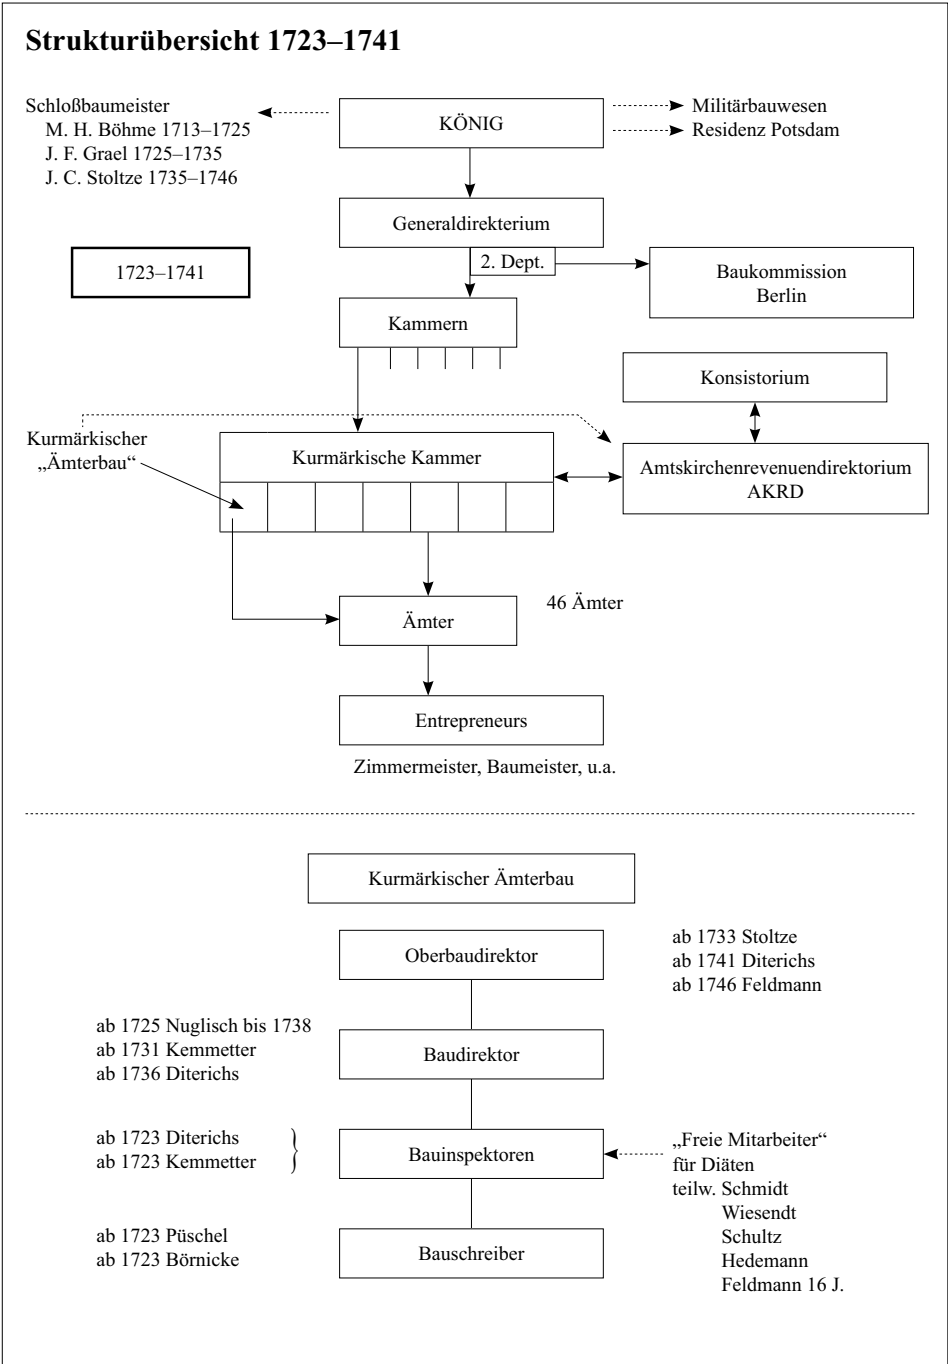 Strukturübersicht 1723–1741
Schloßbaumeister
M. H. Böhme 1713–1725
J. F. Grael 1725–1735
J. C. Stoltze 1735–1746
KÖNIG
Militärbauwesen
Residenz Potsdam
Generaldirekterium
2. Dept.
1723–1741
Baukommission
Berlin
Kammern
Konsistorium
Kurmärkischer
„Ämterbau“
Kurmärkische Kammer
Amtskirchenrevenuendirektorium
AKRD
Ämter
46 Ämter
Entrepreneurs
Zimmermeister, Baumeister, u.a.
Kurmärkischer Ämterbau
Oberbaudirektor
ab 1733 Stoltze
ab 1741 Diterichs
ab 1746 Feldmann
ab 1725 Nuglisch bis 1738
ab 1731 Kemmetter
ab 1736 Diterichs
Baudirektor
ab 1723 Diterichs
ab 1723 Kemmetter
Bauinspektoren
„Freie Mitarbeiter“
für Diäten
teilw. Schmidt
Wiesendt
Schultz
Hedemann
Feldmann 16 J.
ab 1723 Püschel
ab 1723 Börnicke
Bauschreiber